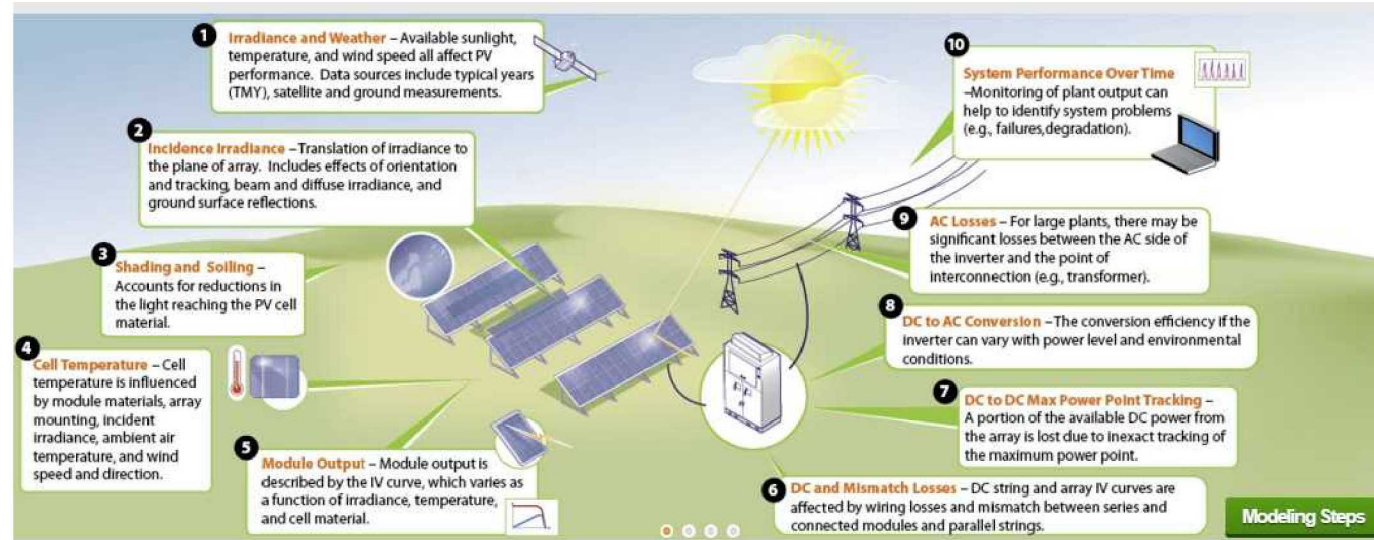 1
Irradiance and Weather – Available sunlight,
temperature, and wind speed all affect PV
performance. Data sources include typical years
(TMY), satellite and ground measurements.
2
Incidence Irradiance – Translation of irradiance to
the plane of array. Includes effects of orientation
and tracking, beam and diffuse irradiance, and
ground surface reflections.
3
Shading and Soiling –
Accounts for reductions in
the light reaching the PV cell
material.
4
Cell Temperature – Cell
temperature is influenced
by module materials, array
mounting, incident
irradiance, ambient air
temperature, and wind
speed and direction.
5
Module Output – Module output is
described by the IV curve, which varies as
a function of irradiance, temperature,
and cell material.
6
DC and Mismatch Losses – DC string and array IV curves are
affected by wiring losses and mismatch between series and
connected modules and parallel strings.
7
DC to DC Max Power Point Tracking –
A portion of the available DC power from
the array is lost due to inexact tracking of
the maximum power point.
8
DC to AC Conversion – The conversion efficiency if the
inverter can vary with power level and environmental
conditions.
9
AC Losses – For large plants, there may be
significant losses between the AC side of
the inverter and the point of
interconnection (e.g., transformer).
10
System Performance Over Time
–Monitoring of plant output can
help to identify system problems
(e.g., failures,degradation).
Modeling Steps